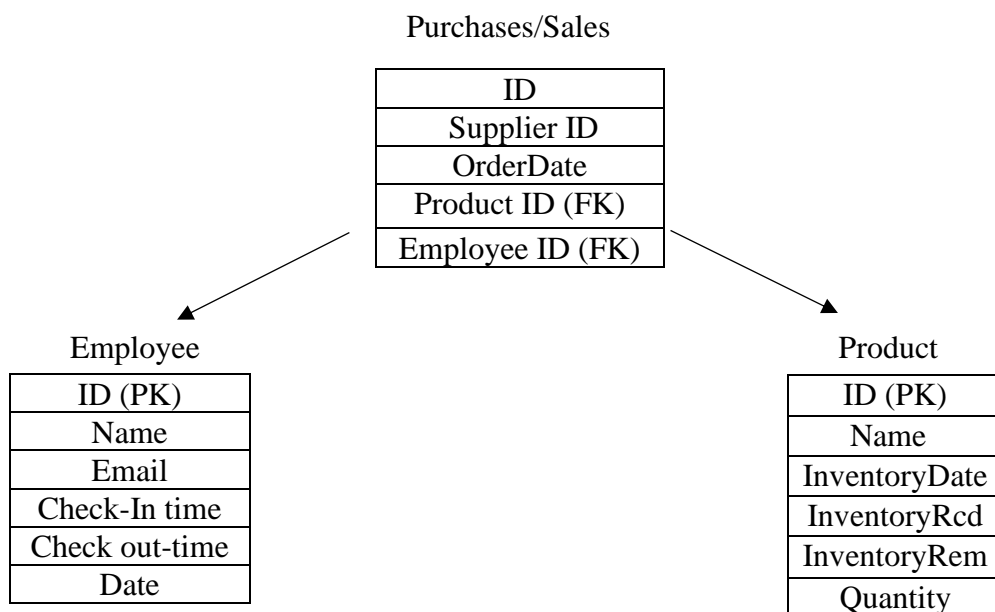 Purchases/Sales
ID
Supplier ID
OrderDate
Product ID (FK)
Employee ID (FK)
Employee
ID (PK)
Name
Email
Check-In time
Check out-time
Date
Product
ID (PK)
Name
InventoryDate
InventoryRcd
InventoryRem
Quantity